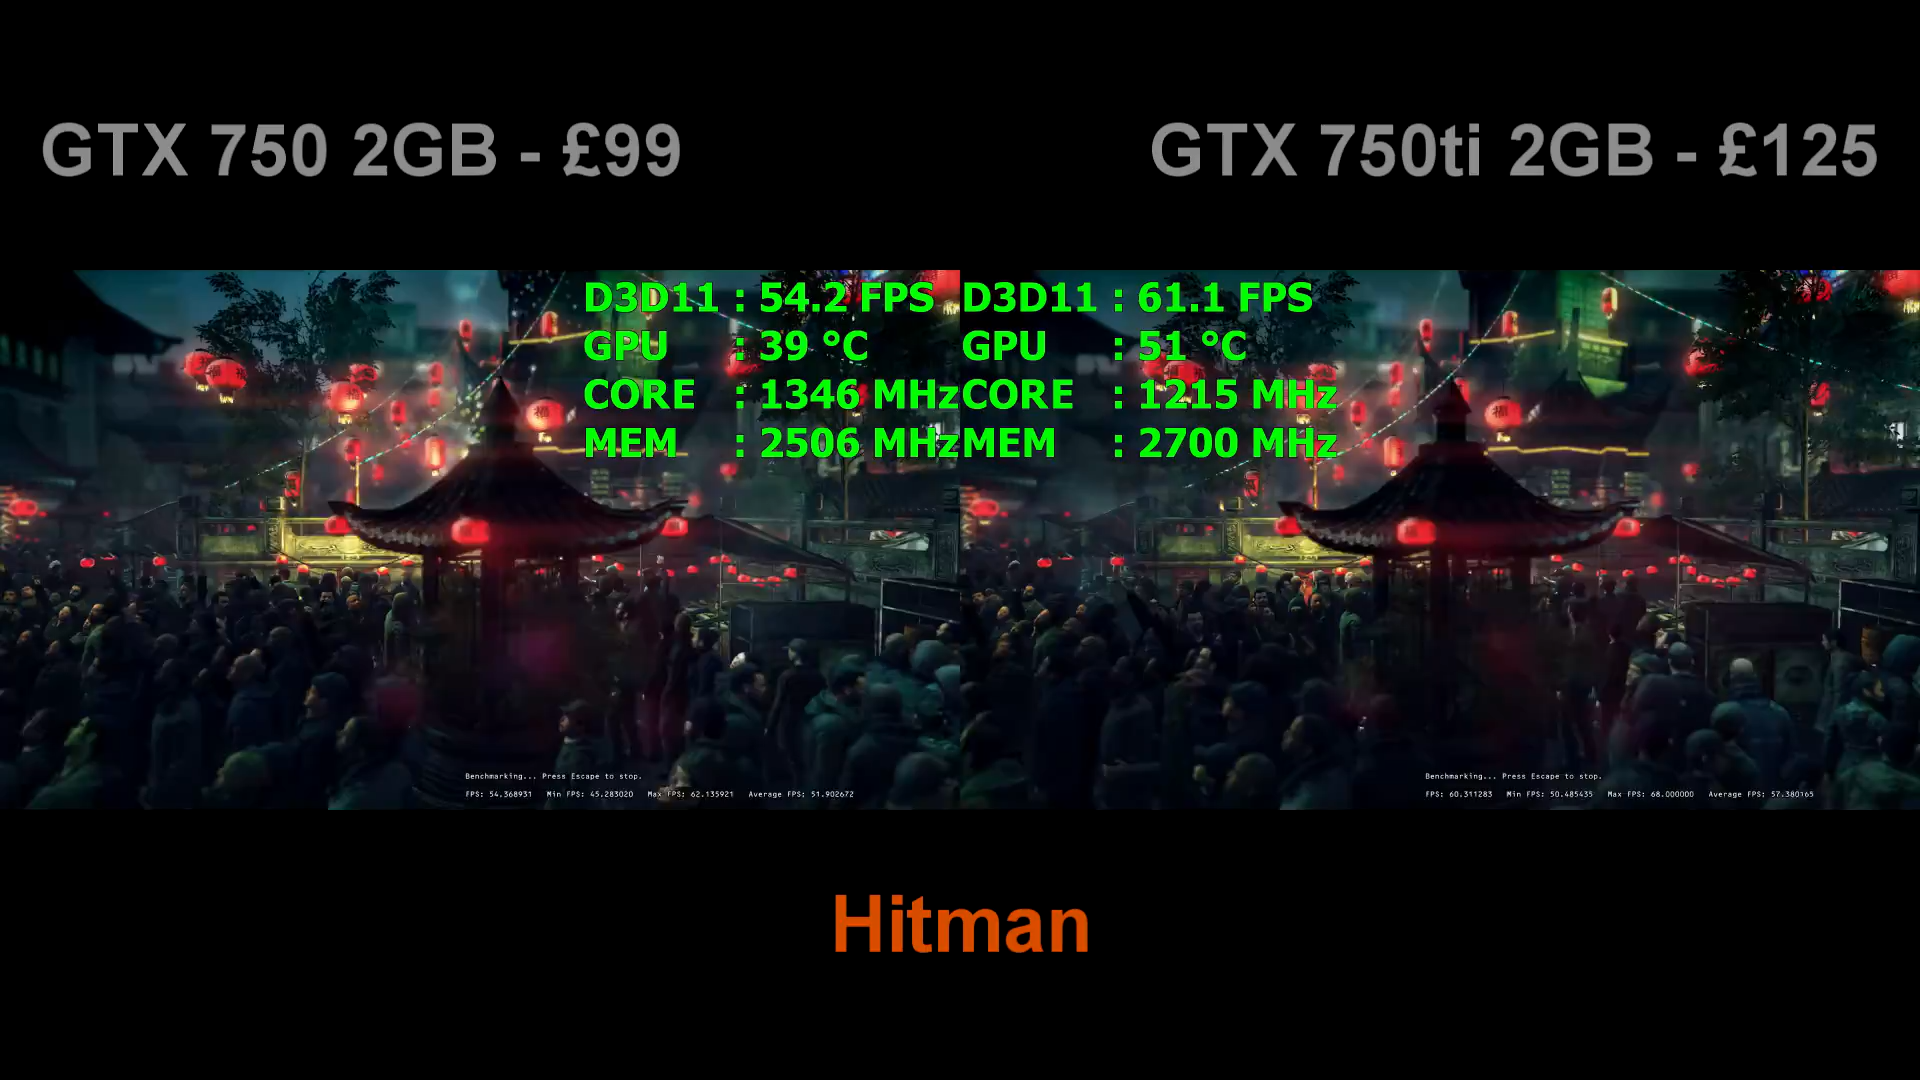 GTX 750 2GB - £99
GTX 750ti 2GB - £125
D3D11 : 54.2 FPS
GPU : 39 °C
CORE : 1346 MHz
MEM : 2506 MHz
D3D11 : 61.1 FPS
GPU : 51 °C
CORE : 1215 MHz
MEM : 2700 MHz
福
福
Benchmarking... Press Escape to stop.
FPS: 54.368931 Min FPS: 45.283020 Max FPS: 62.135921 Average FPS: 51.902672
Benchmarking... Press Escape to stop.
FPS: 60.311283 Min FPS: 50.485435 Max FPS: 68.000000 Average FPS: 57.380165
Hitman